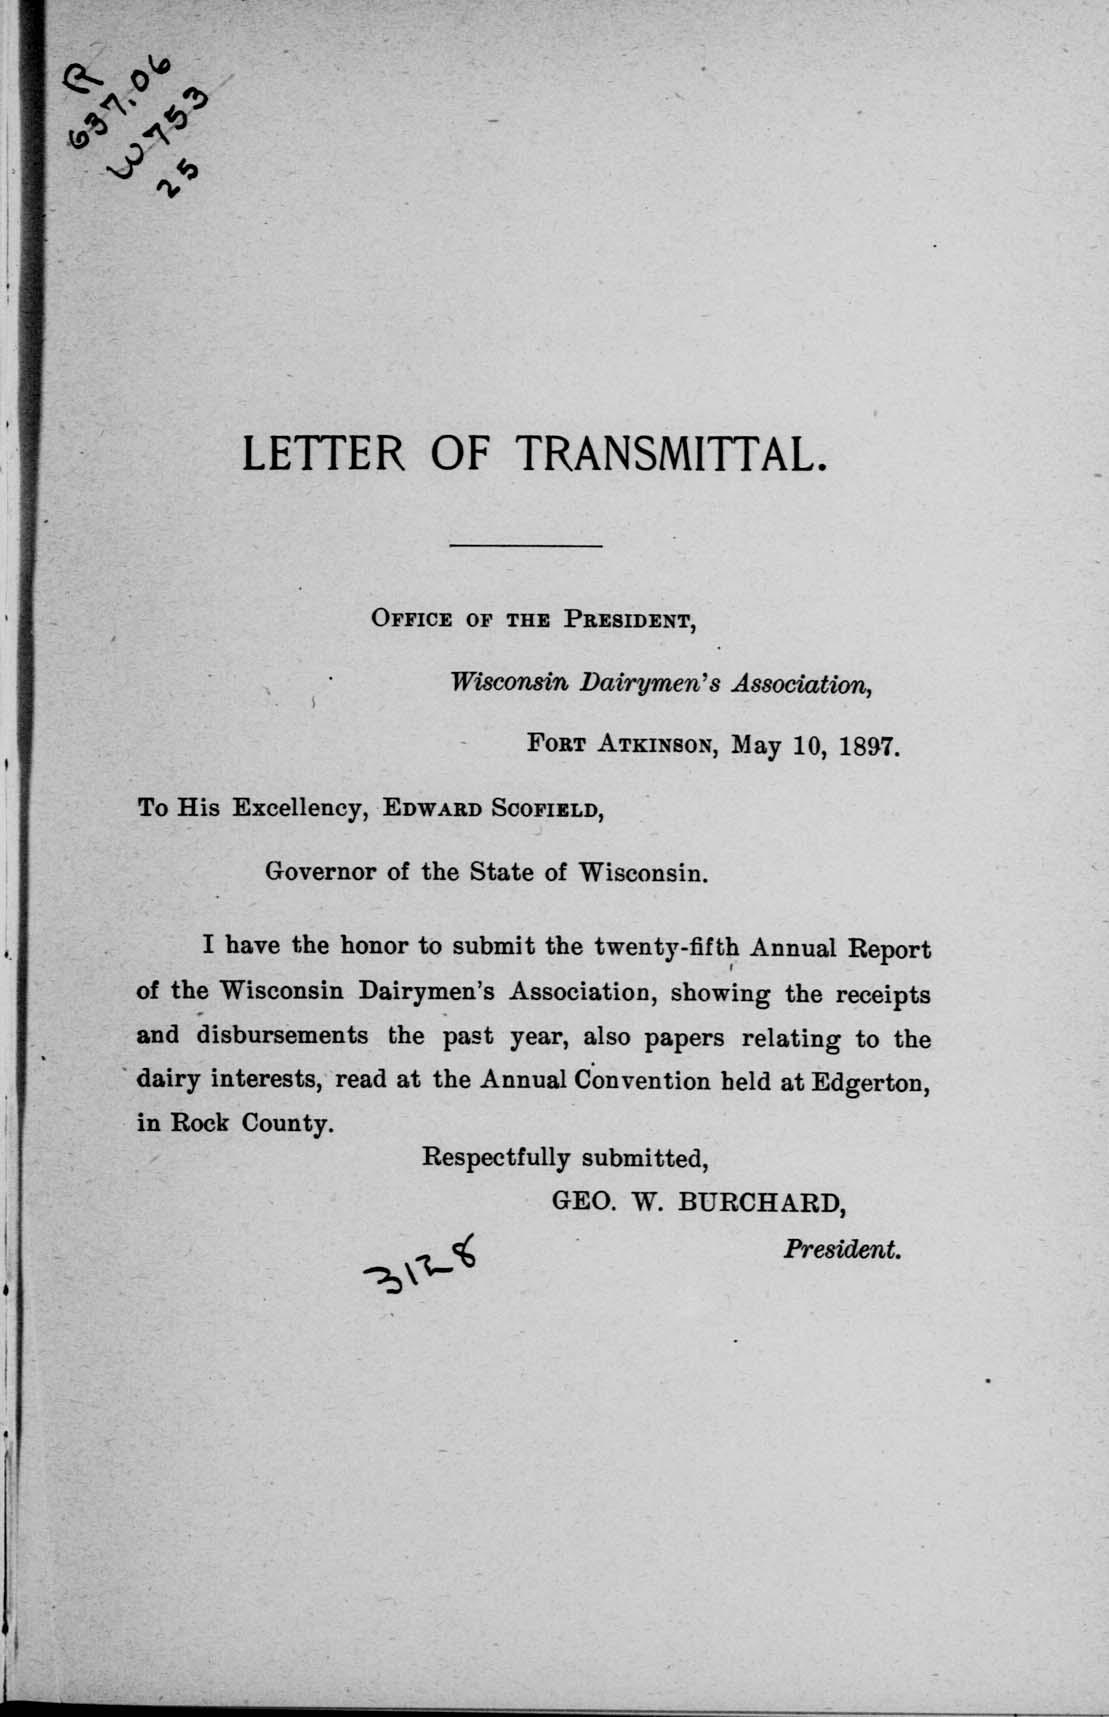 R
637.06
W753
25
LETTER OF TRANSMITTAL.
OFFICE OF THE PRESIDENT,
Wisconsin Dairymen's Association,
FORT ATKINSON, May 10, 1897.
To His Excellency, EDWARD SCOFIELD,
Governor of the State of Wisconsin.
I have the honor to submit the twenty-fifth Annual Report
of the Wisconsin Dairymen's Association, showing the receipts
and disbursements the past year, also papers relating to the
dairy interests, read at the Annual Convention held at Edgerton,
in Rock County.
Respectfully submitted,
GEO. W. BURCHARD,
President.
3128